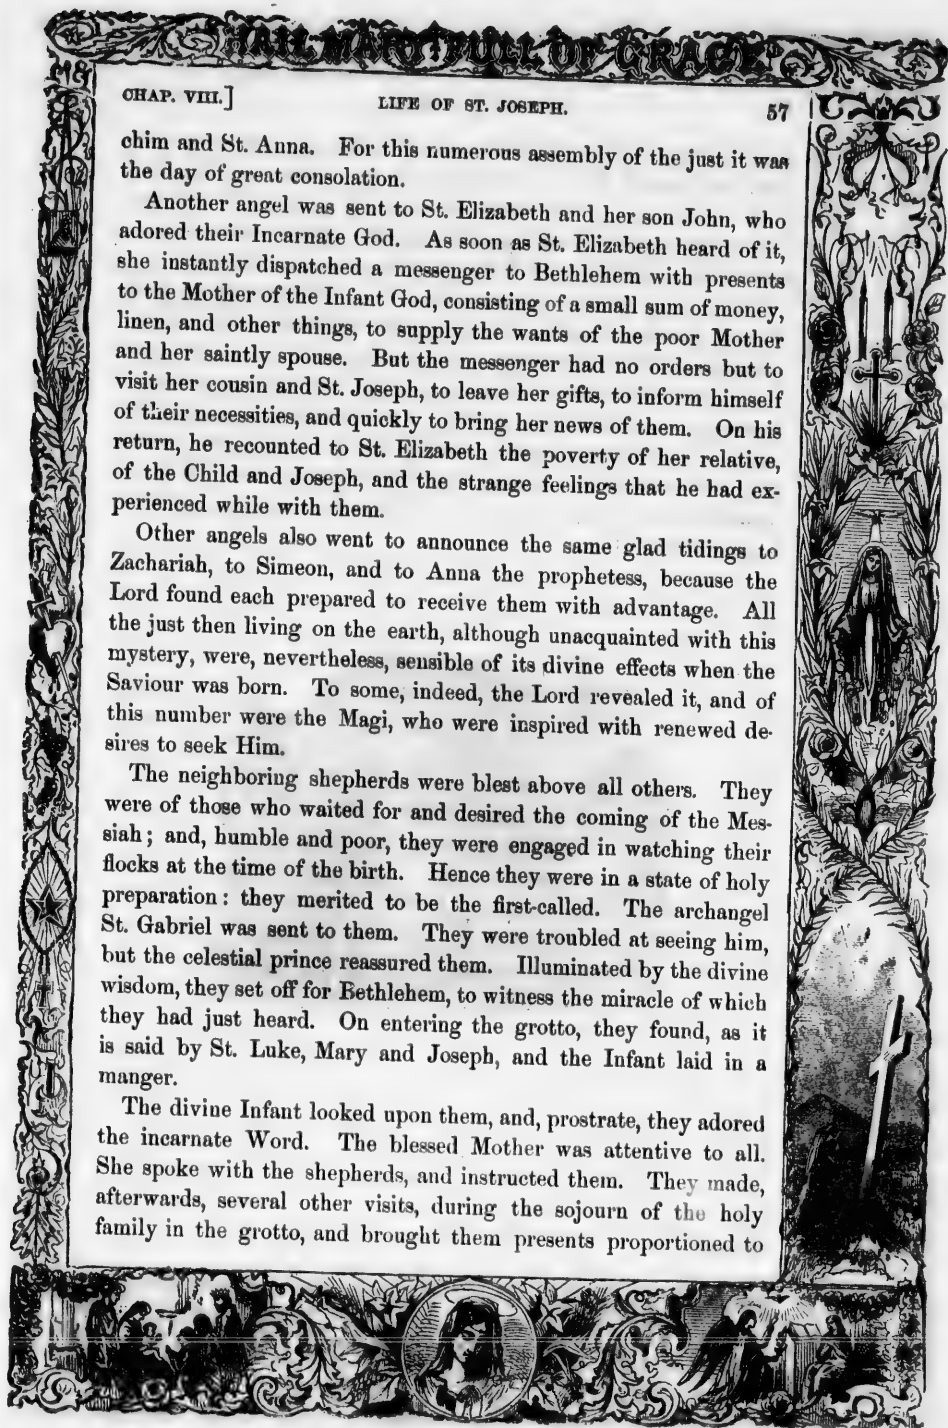 HAIL MARY FULL OF GRACE
CHAP. VIII.] LIFE OF ST. JOSEPH. 57
chim and St. Anna. For this numerous assembly of the just it was
the day of great consolation.
Another angel was sent to St. Elizabeth and her son John, who
adored their Incarnate God. As soon as St. Elizabeth heard of it,
she instantly dispatched a messenger to Bethlehem with presents
to the Mother of the Infant God, consisting of a small sum of money,
linen, and other things, to supply the wants of the poor Mother
and her saintly spouse. But the messenger had no orders but to
visit her cousin and St. Joseph, to leave her gifts, to inform himself
of their necessities, and quickly to bring her news of them. On his
return, he recounted to St. Elizabeth the poverty of her relative,
of the Child and Joseph, and the strange feelings that he had ex-
perienced while with them.
Other angels also went to announce the same glad tidings to
Zachariah, to Simeon, and to Anna the prophetess, because the
Lord found each prepared to receive them with advantage. All
the just then living on the earth, although unacquainted with this
mystery, were, nevertheless, sensible of its divine effects when the
Saviour was born. To some, indeed, the Lord revealed it, and of
this number were the Magi, who were inspired with renewed de-
sires to seek Him.
The neighboring shepherds were blest above all others. They
were of those who waited for and desired the coming of the Mes-
siah; and, humble and poor, they were engaged in watching their
flocks at the time of the birth. Hence they were in a state of holy
preparation: they merited to be the first-called. The archangel
St. Gabriel was sent to them. They were troubled at seeing him,
but the celestial prince reassured them. Illuminated by the divine
wisdom, they set off for Bethlehem, to witness the miracle of which
they had just heard. On entering the grotto, they found, as it
is said by St. Luke, Mary and Joseph, and the Infant laid in a
manger.
The divine Infant looked upon them, and, prostrate, they adored
the incarnate Word. The blessed Mother was attentive to all.
She spoke with the shepherds, and instructed them. They made,
afterwards, several other visits, during the sojourn of the holy
family in the grotto, and brought them presents proportioned to